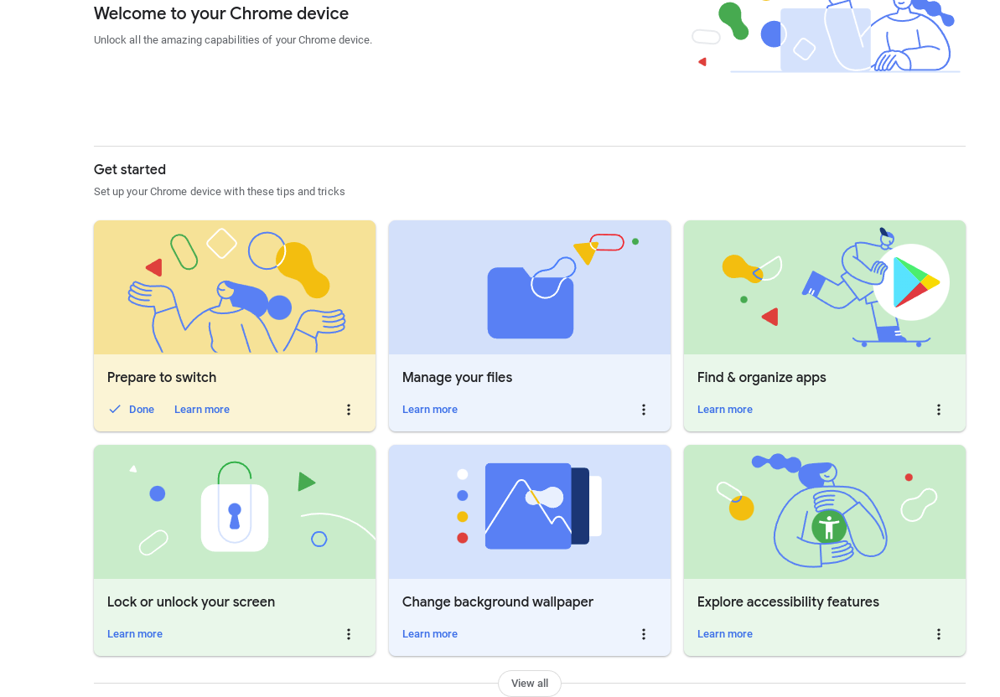 Welcome to your Chrome device
Unlock all the amazing capabilities of your Chrome device.
Get started
Set up your Chrome device with these tips and tricks
Prepare to switch
Done Learn more
Manage your files
Learn more
Find & organize apps
Learn more
Lock or unlock your screen
Learn more
Change background wallpaper
Learn more
Explore accessibility features
Learn more
View all